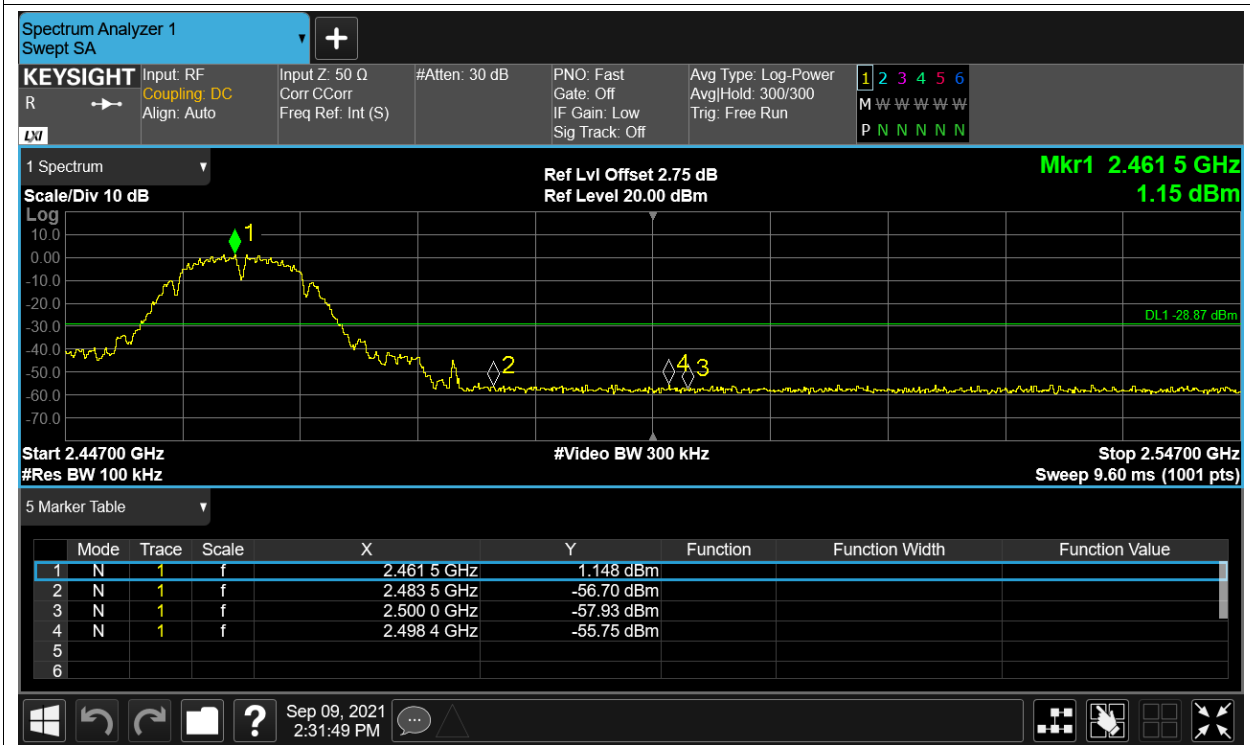 Spectrum Analyzer 1
Swept SA
▼
+
KEYSIGHT Input: RF Input Z: 50 Ω #Atten: 30 dB PNO: Fast Avg Type: Log-Power 1 2 3 4 5 6
R Coupling: DC Corr CCorr Gate: Off Avg|Hold: 300/300
Align: Auto Freq Ref: Int (S) IF Gain: Low Trig: Free Run M W W W W W
LXI Sig Track: Off P N N N N N
1 Spectrum ▼ Ref Lvl Offset 2.75 dB Mkr1 2.461 5 GHz
Scale/Div 10 dB Ref Level 20.00 dBm 1.15 dBm
Log
10.0 1
0.00
-10.0
-20.0
-30.0 DL1 -28.87 dBm
-40.0
-50.0 2 4 3
-60.0
-70.0
Start 2.44700 GHz #Video BW 300 kHz Stop 2.54700 GHz
#Res BW 100 kHz Sweep 9.60 ms (1001 pts)
5 Marker Table ▼
Mode Trace Scale X Y Function Function Width Function Value
1 N 1 f 2.461 5 GHz 1.148 dBm
2 N 1 f 2.483 5 GHz -56.70 dBm
3 N 1 f 2.500 0 GHz -57.93 dBm
4 N 1 f 2.498 4 GHz -55.75 dBm
5
6
? Sep 09, 2021
2:31:49 PM